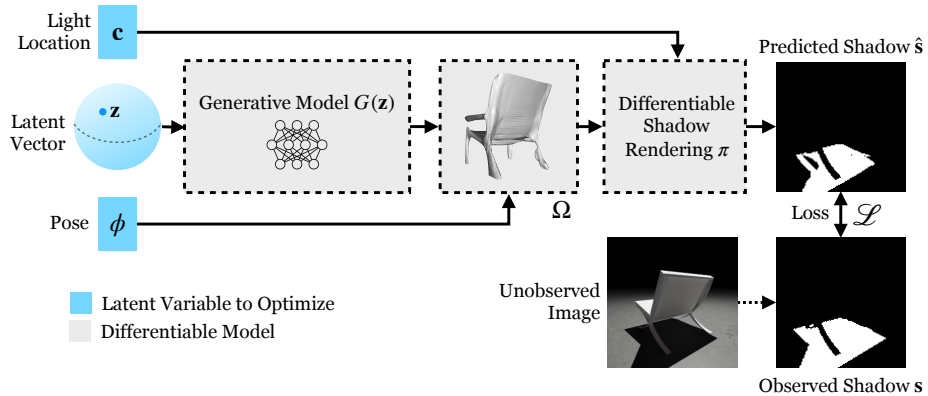 Light
Location
c
Predicted Shadow ŝ
Latent
Vector
z
Generative Model G(z)
Differentiable
Shadow
Rendering π
Ω
Pose
ϕ
Loss
ℒ
Unobserved
Image
Latent Variable to Optimize
Differentiable Model
Observed Shadow s